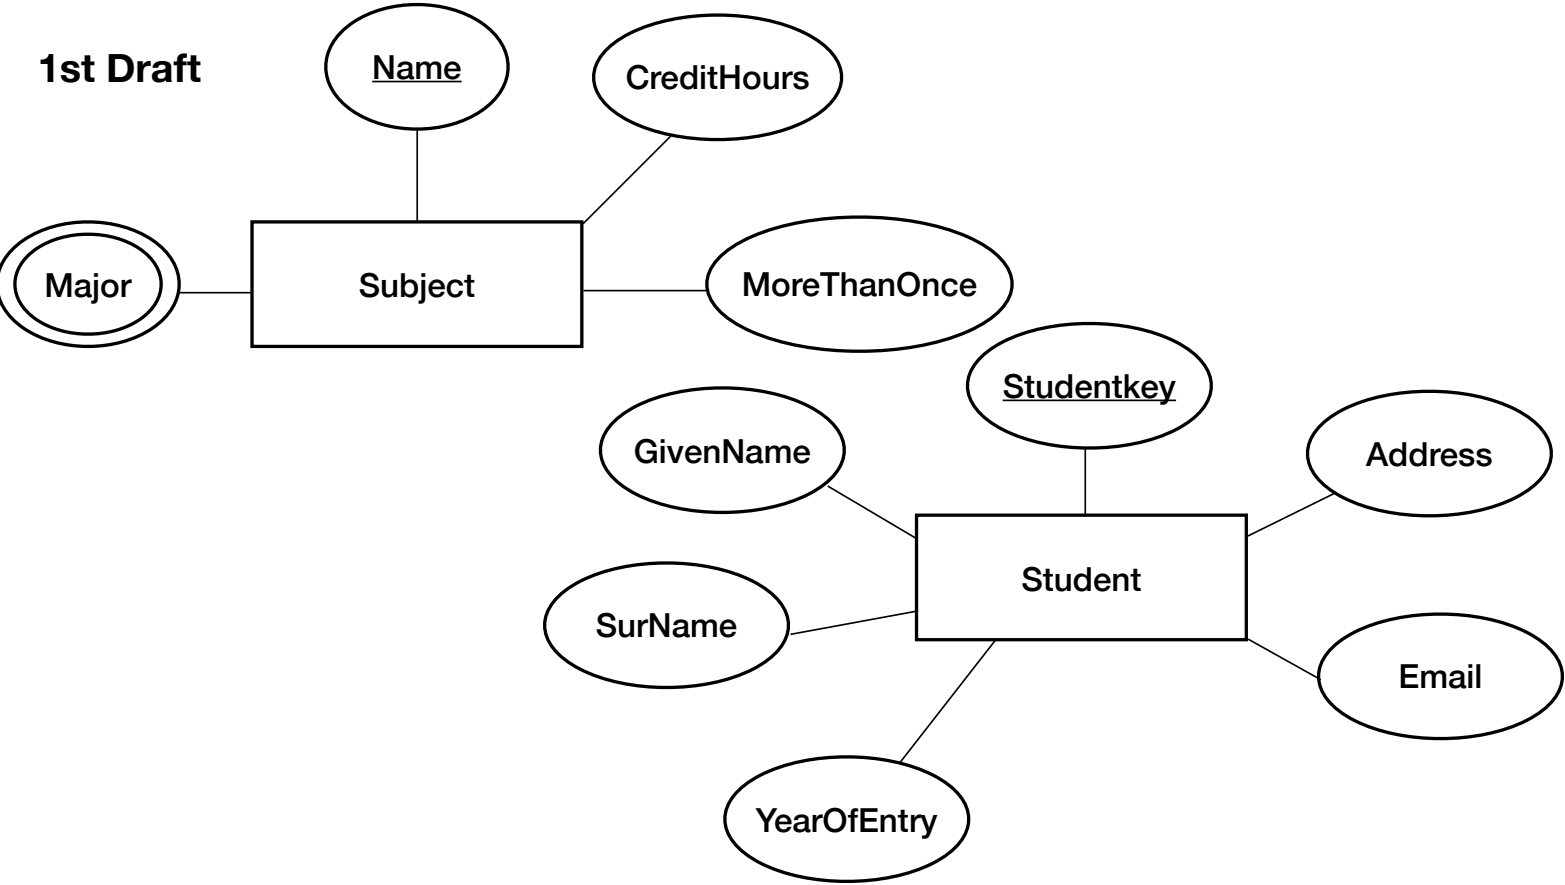 1st Draft
Name
CreditHours
Major
Subject
MoreThanOnce
Studentkey
GivenName
Address
Student
SurName
Email
YearOfEntry